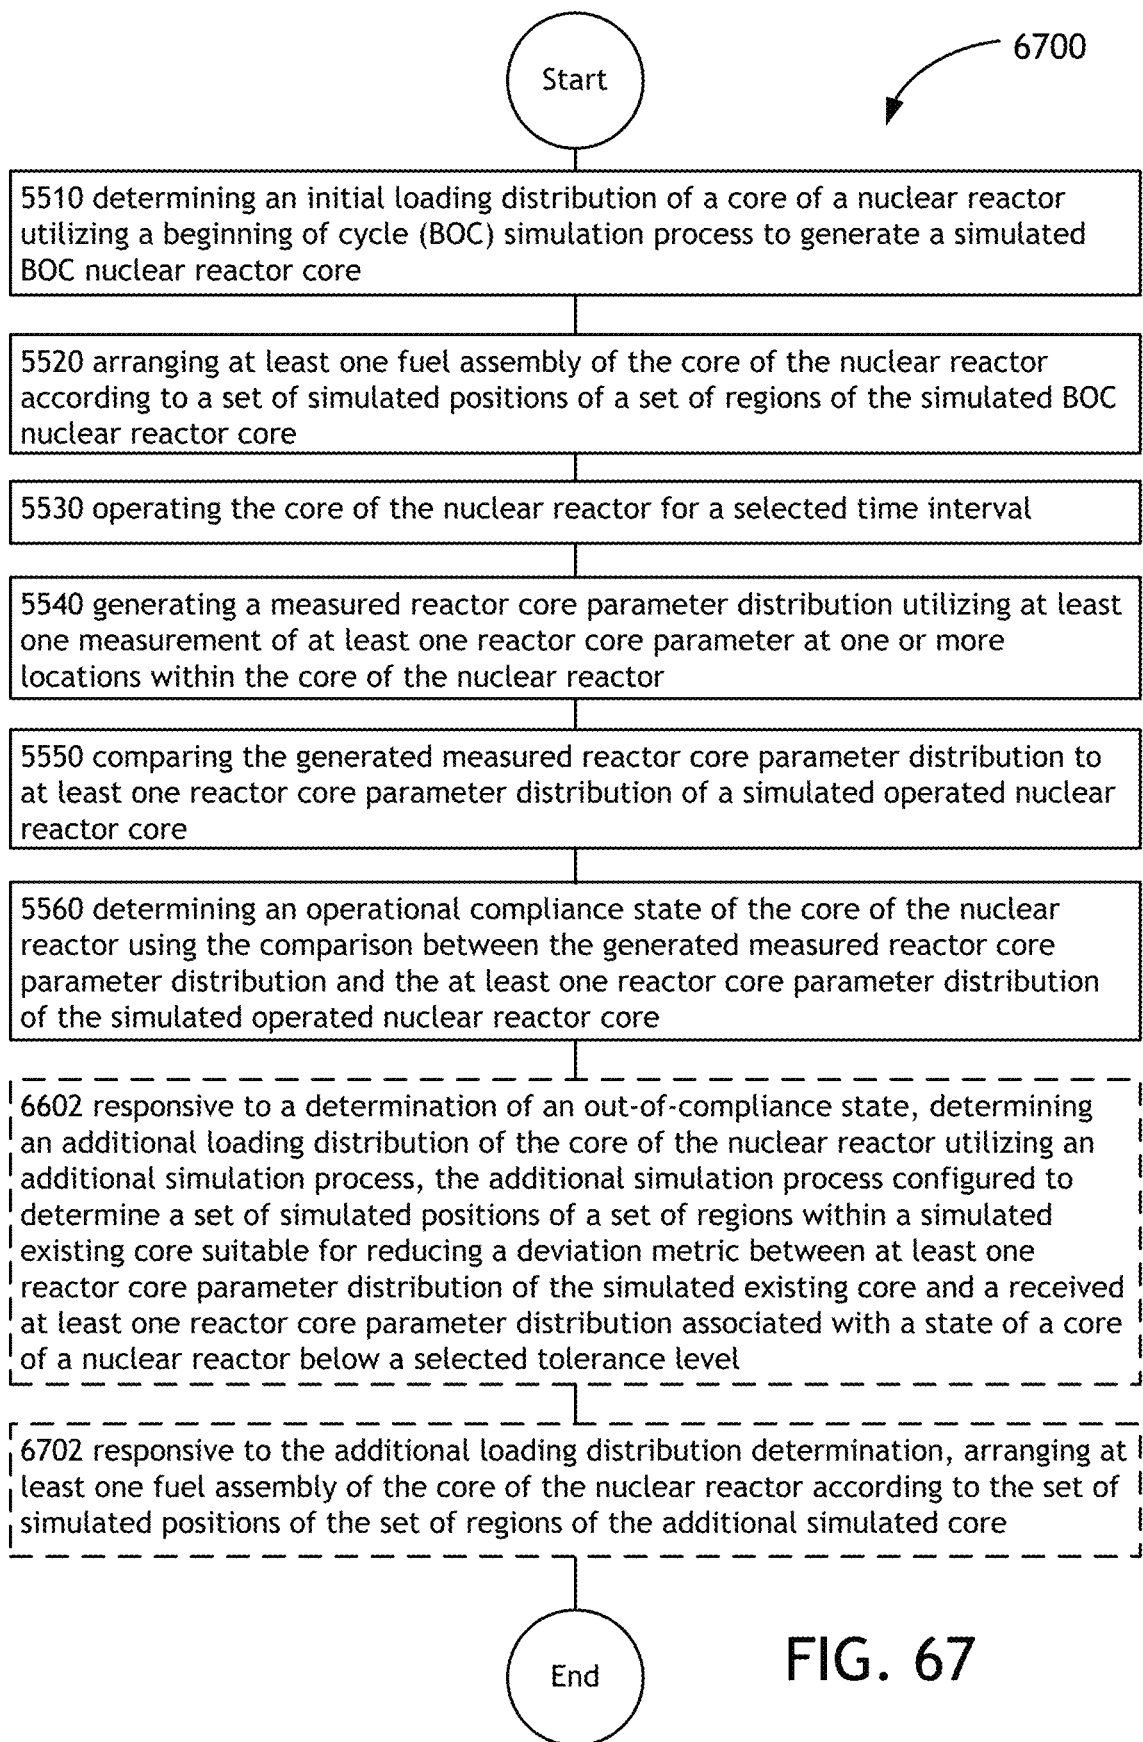 Start
6700
5510 determining an initial loading distribution of a core of a nuclear reactor
utilizing a beginning of cycle (BOC) simulation process to generate a simulated
BOC nuclear reactor core
5520 arranging at least one fuel assembly of the core of the nuclear reactor
according to a set of simulated positions of a set of regions of the simulated BOC
nuclear reactor core
5530 operating the core of the nuclear reactor for a selected time interval
5540 generating a measured reactor core parameter distribution utilizing at least
one measurement of at least one reactor core parameter at one or more
locations within the core of the nuclear reactor
5550 comparing the generated measured reactor core parameter distribution to
at least one reactor core parameter distribution of a simulated operated nuclear
reactor core
5560 determining an operational compliance state of the core of the nuclear
reactor using the comparison between the generated measured reactor core
parameter distribution and the at least one reactor core parameter distribution
of the simulated operated nuclear reactor core
6602 responsive to a determination of an out-of-compliance state, determining
an additional loading distribution of the core of the nuclear reactor utilizing an
additional simulation process, the additional simulation process configured to
determine a set of simulated positions of a set of regions within a simulated
existing core suitable for reducing a deviation metric between at least one
reactor core parameter distribution of the simulated existing core and a received
at least one reactor core parameter distribution associated with a state of a core
of a nuclear reactor below a selected tolerance level
6702 responsive to the additional loading distribution determination, arranging at
least one fuel assembly of the core of the nuclear reactor according to the set of
simulated positions of the set of regions of the additional simulated core
End
FIG. 67